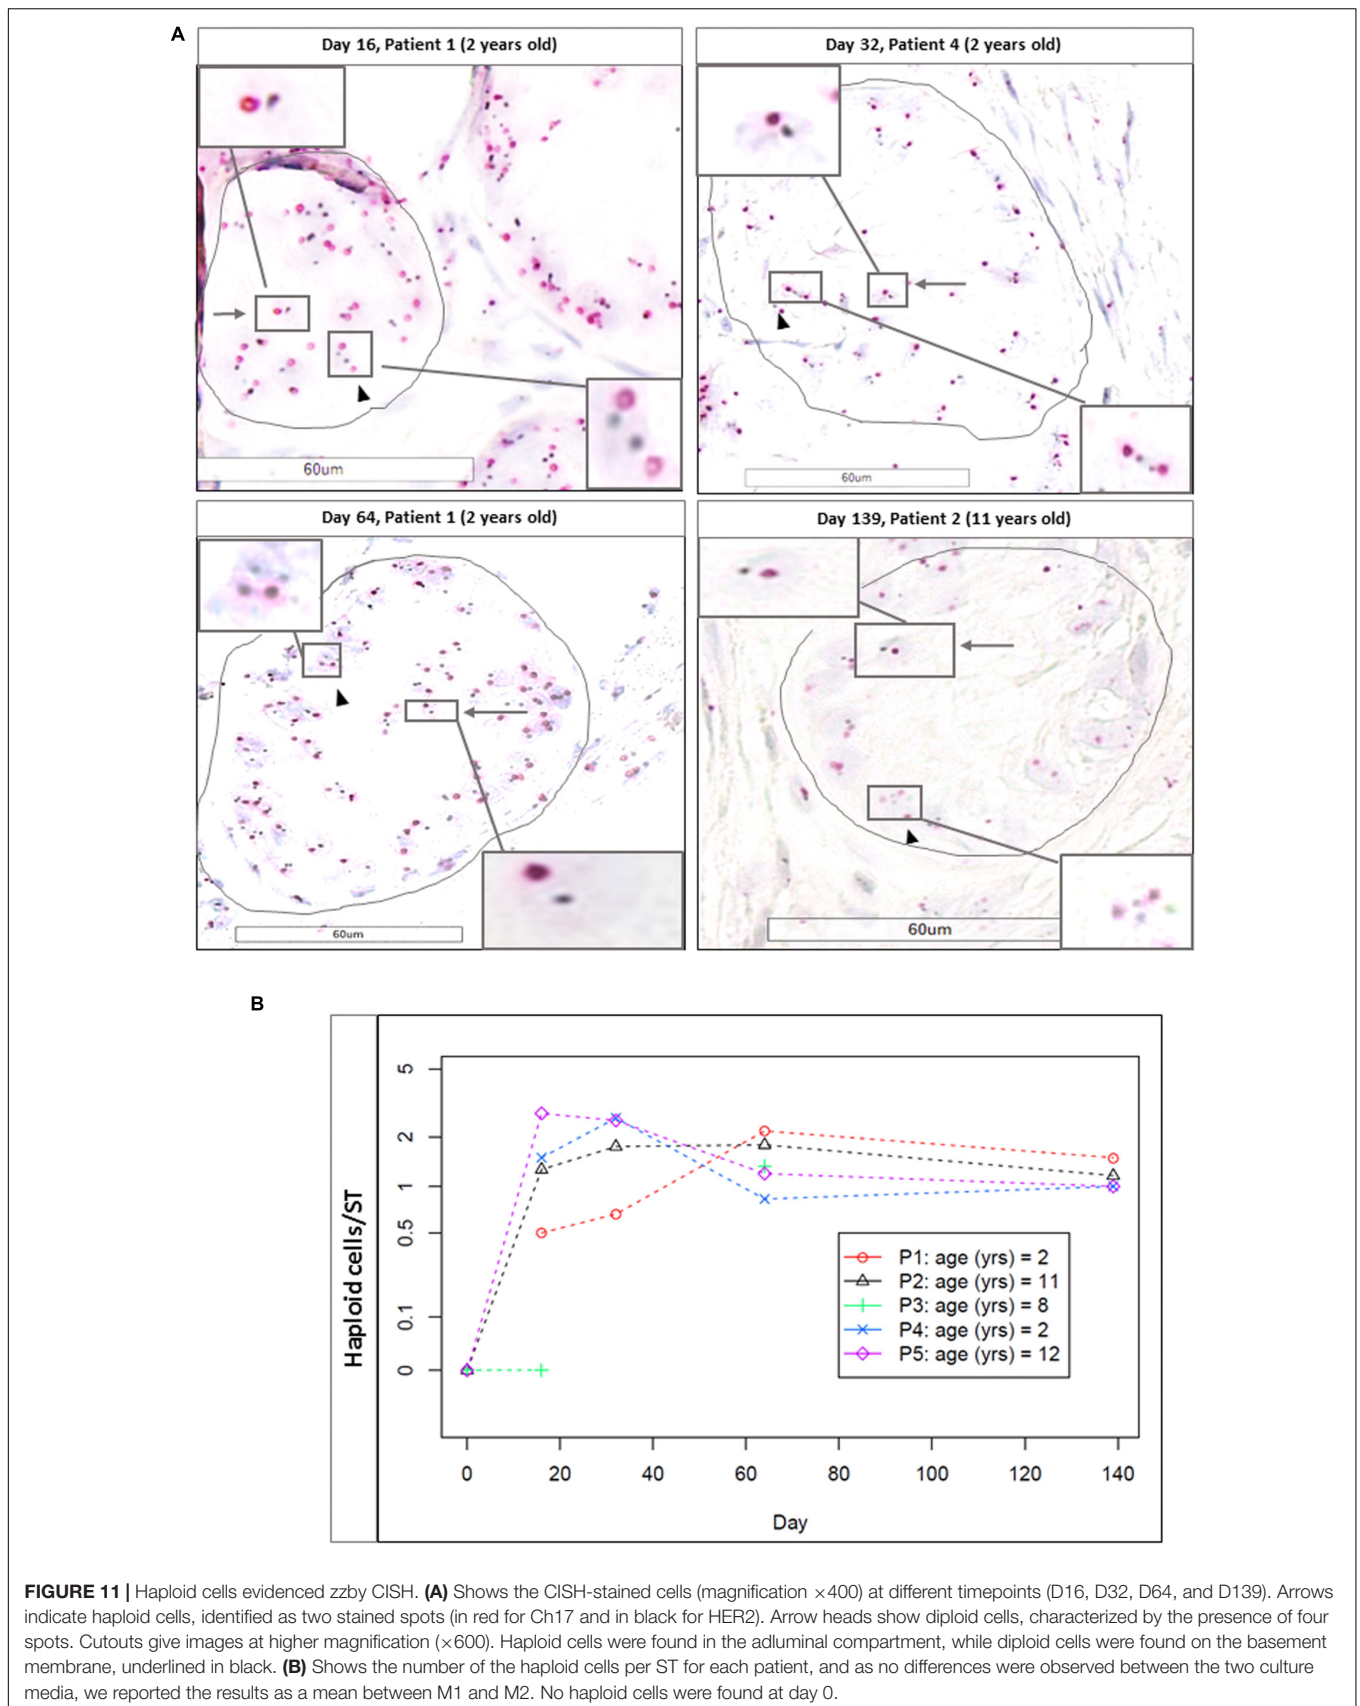 A
Day 16, Patient 1 (2 years old)
Day 32, Patient 4 (2 years old)
60um
60um
Day 64, Patient 1 (2 years old)
Day 139, Patient 2 (11 years old)
60um
60um
B
Haploid cells/ST
5
2
1
0.5
0.1
0
P1: age (yrs) = 2
P2: age (yrs) = 11
P3: age (yrs) = 8
P4: age (yrs) = 2
P5: age (yrs) = 12
0 20 40 60 80 100 120 140
Day
FIGURE 11 | Haploid cells evidenced zzby CISH. (A) Shows the CISH-stained cells (magnification ×400) at different timepoints (D16, D32, D64, and D139). Arrows
indicate haploid cells, identified as two stained spots (in red for Ch17 and in black for HER2). Arrow heads show diploid cells, characterized by the presence of four
spots. Cutouts give images at higher magnification (×600). Haploid cells were found in the adluminal compartment, while diploid cells were found on the basement
membrane, underlined in black. (B) Shows the number of the haploid cells per ST for each patient, and as no differences were observed between the two culture
media, we reported the results as a mean between M1 and M2. No haploid cells were found at day 0.